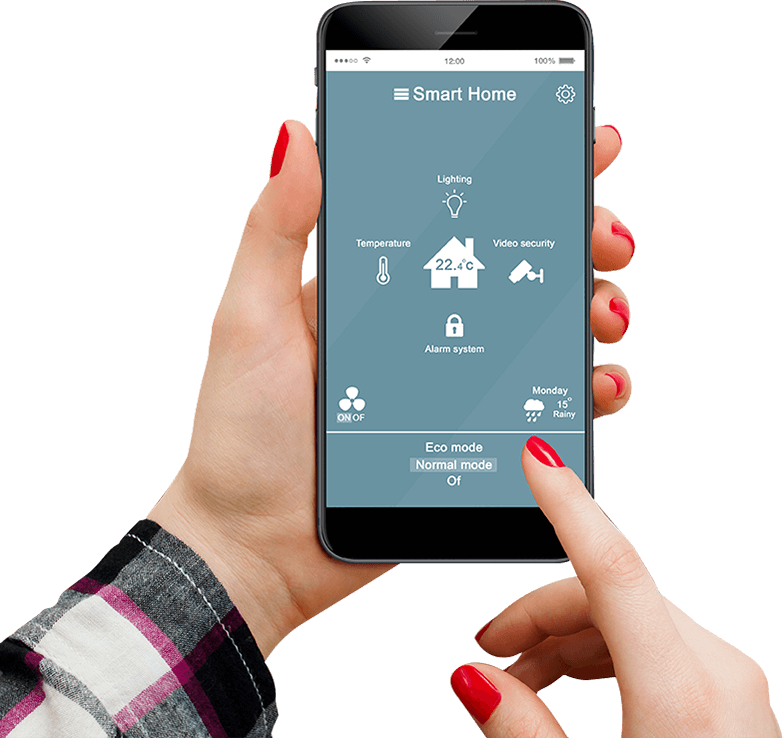 12:00
100%
Smart Home
Lighting
Temperature
Video security
22.4°C
Alarm system
Monday
15°
Rainy
ON OF
Eco mode
Normal mode
Of